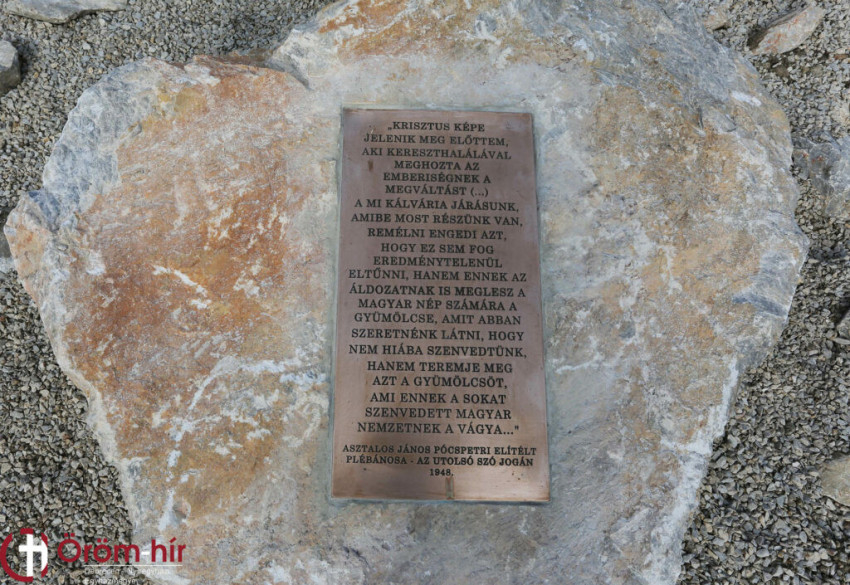 „KRISZTUS KÉPE
JELENIK MEG ELŐTTEM,
AKI KERESZTHALÁLÁVAL
MEGHOZTA AZ
EMBERISÉGNEK A
MEGVÁLTÁST (...)
A MI KÁLVÁRIA JÁRÁSUNK,
AMIBE MOST RÉSZÜNK VAN,
REMÉLNI ENGEDI AZT,
HOGY EZ SEM FOG
EREDMÉNYTELENÜL
ELTŰNNI, HANEM ENNEK AZ
ÁLDOZATNAK IS MEGLESZ A
MAGYAR NÉP SZÁMÁRA A
GYÜMÖLCSE, AMIT ABBAN
SZERETNÉNK LÁTNI, HOGY
NEM HIÁBA SZENVEDTÜNK,
HANEM TEREMJE MEG
AZT A GYÜMÖLCSÖT,
AMI ENNEK A SOKAT
SZENVEDETT MAGYAR
NEMZETNEK A VÁGYA..."
ASZTALOS JÁNOS PÓCSPETRI ELÍTÉLT
PLÉBÁNOSA - AZ UTOLSÓ SZÓ JOGÁN
1948.
Öröm hír